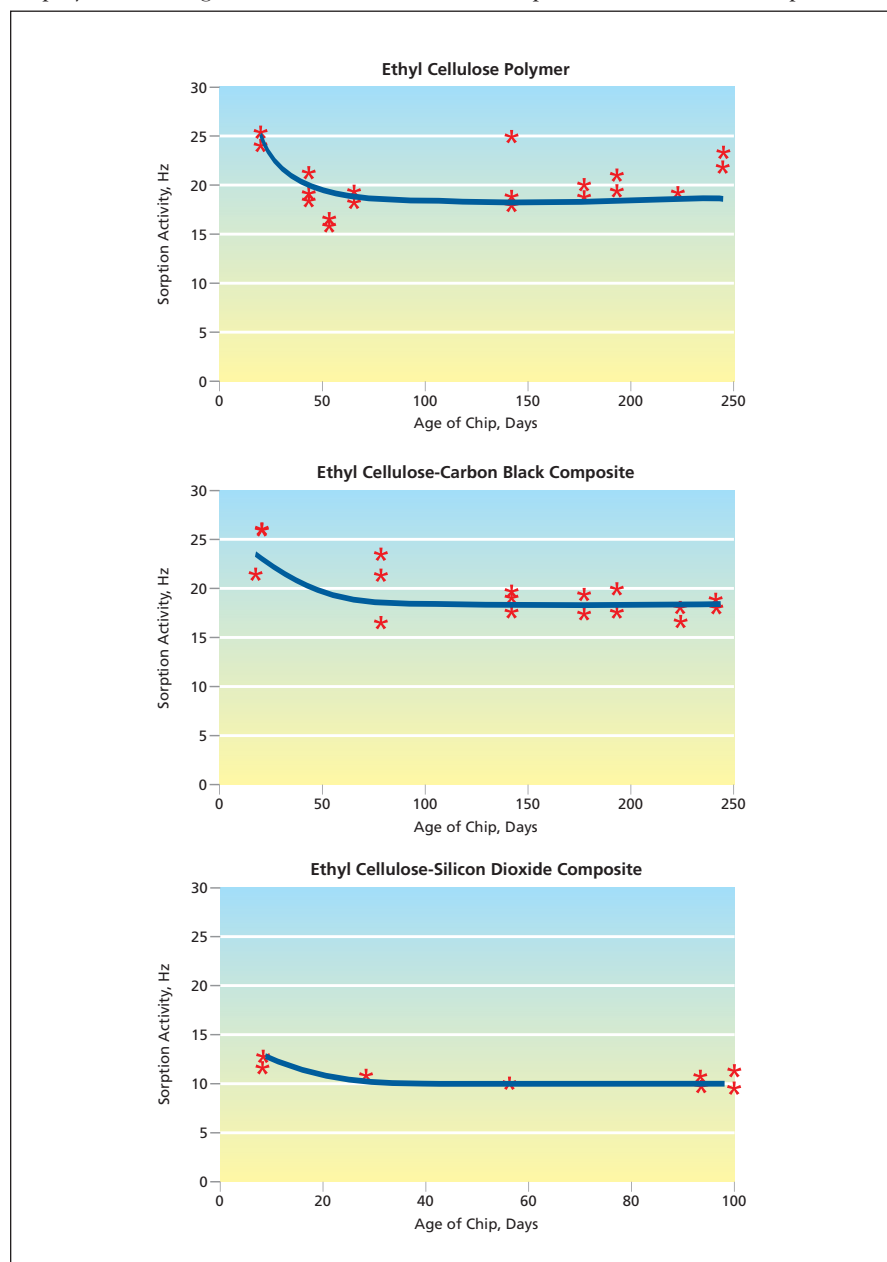 Ethyl Cellulose Polymer
30
25
20
15
10
5
0
Sorption Activity, Hz
0 50 100 150 200 250
Age of Chip, Days
Ethyl Cellulose-Carbon Black Composite
30
25
20
15
10
5
0
Sorption Activity, Hz
0 50 100 150 200 250
Age of Chip, Days
Ethyl Cellulose-Silicon Dioxide Composite
30
25
20
15
10
5
0
Sorption Activity, Hz
0 20 40 60 80 100
Age of Chip, Days